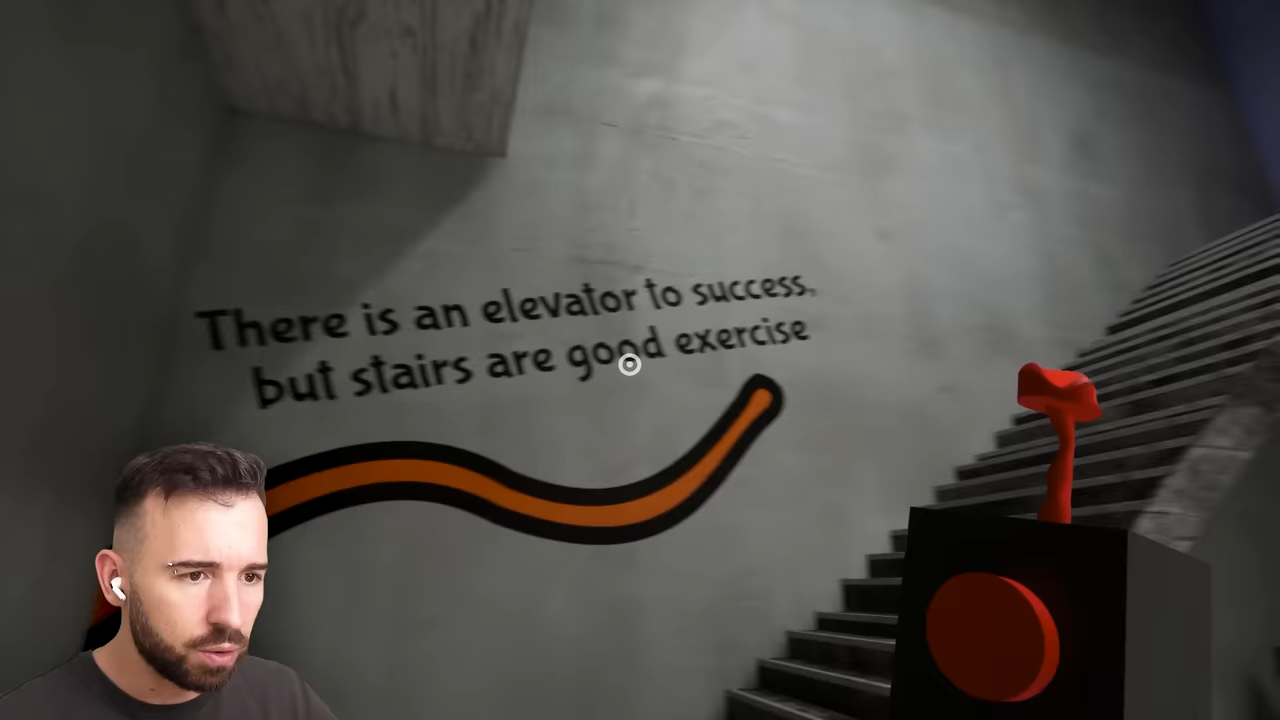 There is an elevator to success,
but stairs are good exercise